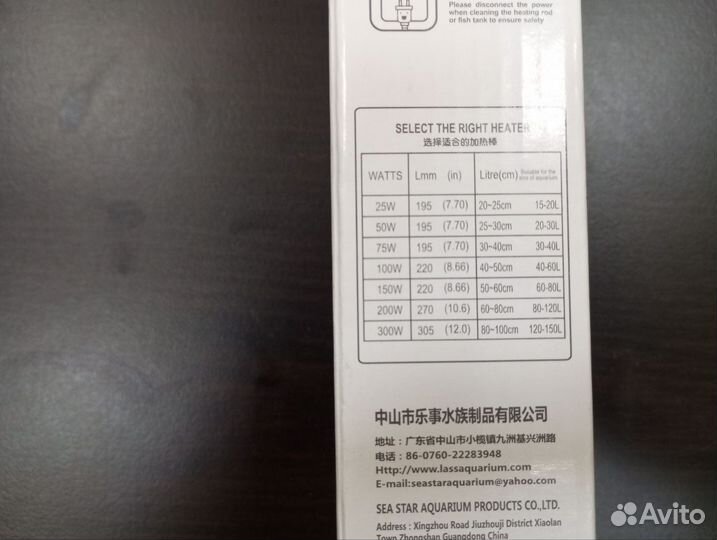 Please disconnect the power
when cleaning the heating rod
or fish tank to ensure safety
SELECT THE RIGHT HEATER
选择适合的加热棒
WATTS Lmm (in) Litre(cm) Suitable for the size of aquarium
25W 195 (7.70) 20~25cm 15-20L
50W 195 (7.70) 25~30cm 20-30L
75W 195 (7.70) 30~40cm 30-40L
100W 220 (8.66) 40~50cm 40-60L
150W 220 (8.66) 50~60cm 60-80L
200W 270 (10.6) 60~80cm 80-120L
300W 305 (12.0) 80~100cm 120-150L
中山市乐事水族制品有限公司
地址：广东省中山市小榄镇九洲基兴洲路
电话：86-0760-22283948
Http://www.lassaquarium.com
E-mail:seastaraquarium@yahoo.com
SEA STAR AQUARIUM PRODUCTS CO.,LTD.
Address : Xingzhou Road Jiuzhouji District Xiaolan
Town Zhongshan Guangdong China
Avito